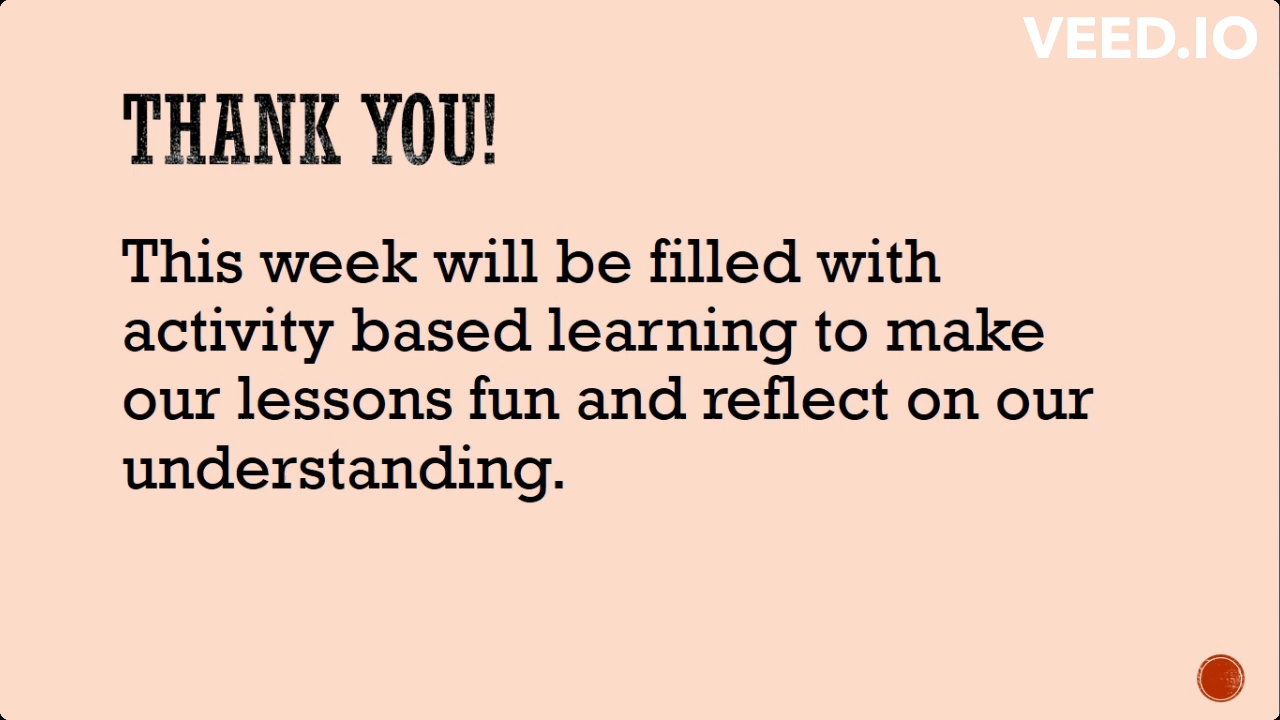 VEED.IO
THANK YOU!
This week will be filled with
activity based learning to make
our lessons fun and reflect on our
understanding.